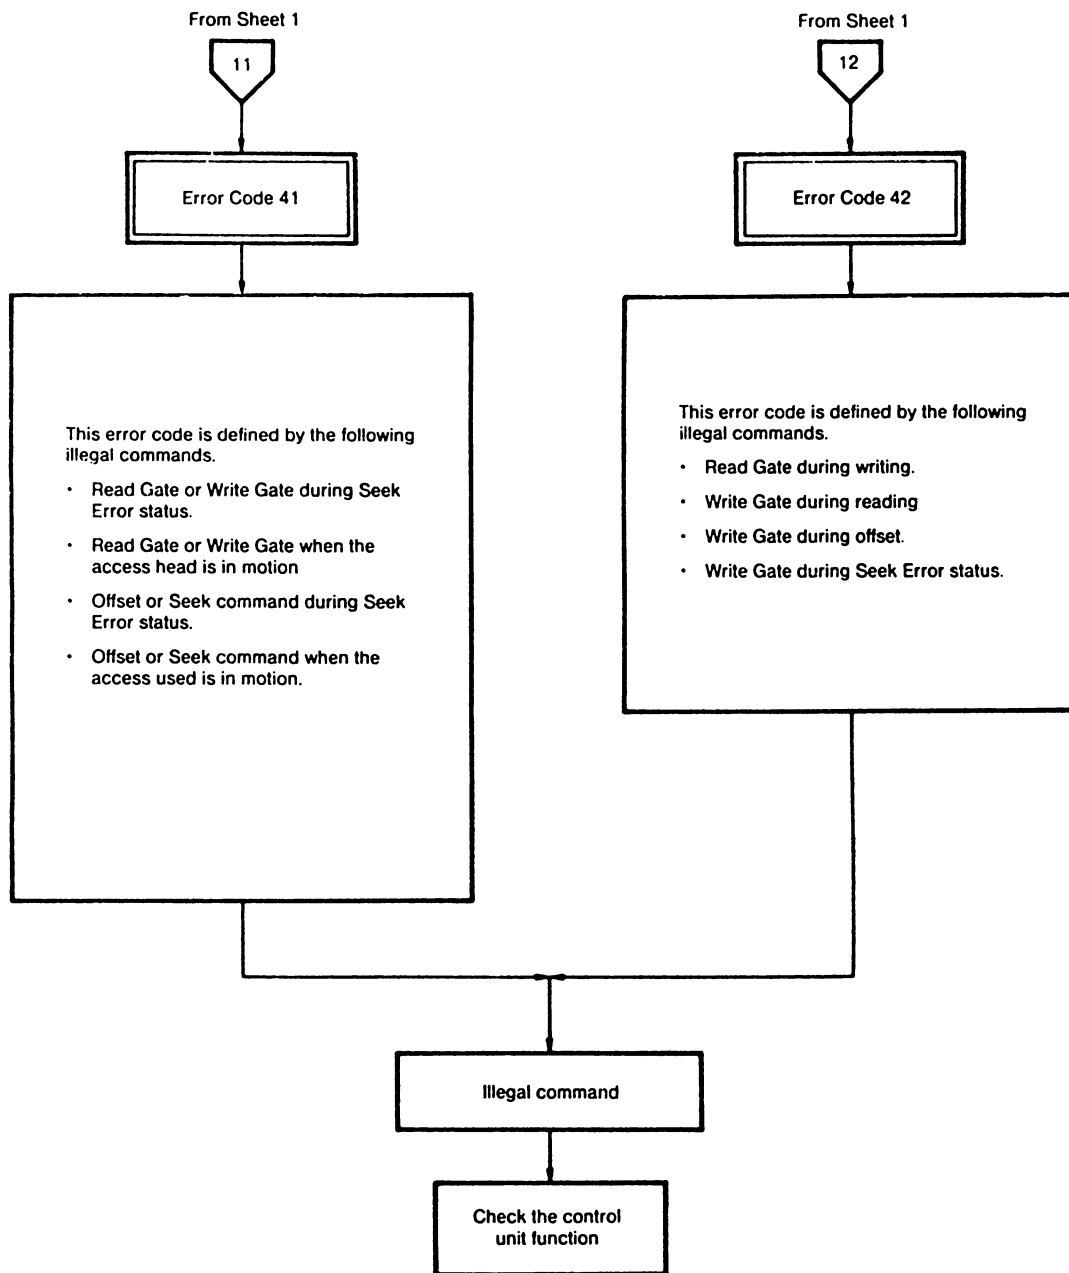 From Sheet 1
11
Error Code 41
This error code is defined by the following
illegal commands.
· Read Gate or Write Gate during Seek
Error status.
· Read Gate or Write Gate when the
access head is in motion
· Offset or Seek command during Seek
Error status.
· Offset or Seek command when the
access used is in motion.
From Sheet 1
12
Error Code 42
This error code is defined by the following
illegal commands.
· Read Gate during writing.
· Write Gate during reading
· Write Gate during offset.
· Write Gate during Seek Error status.
Illegal command
Check the control
unit function